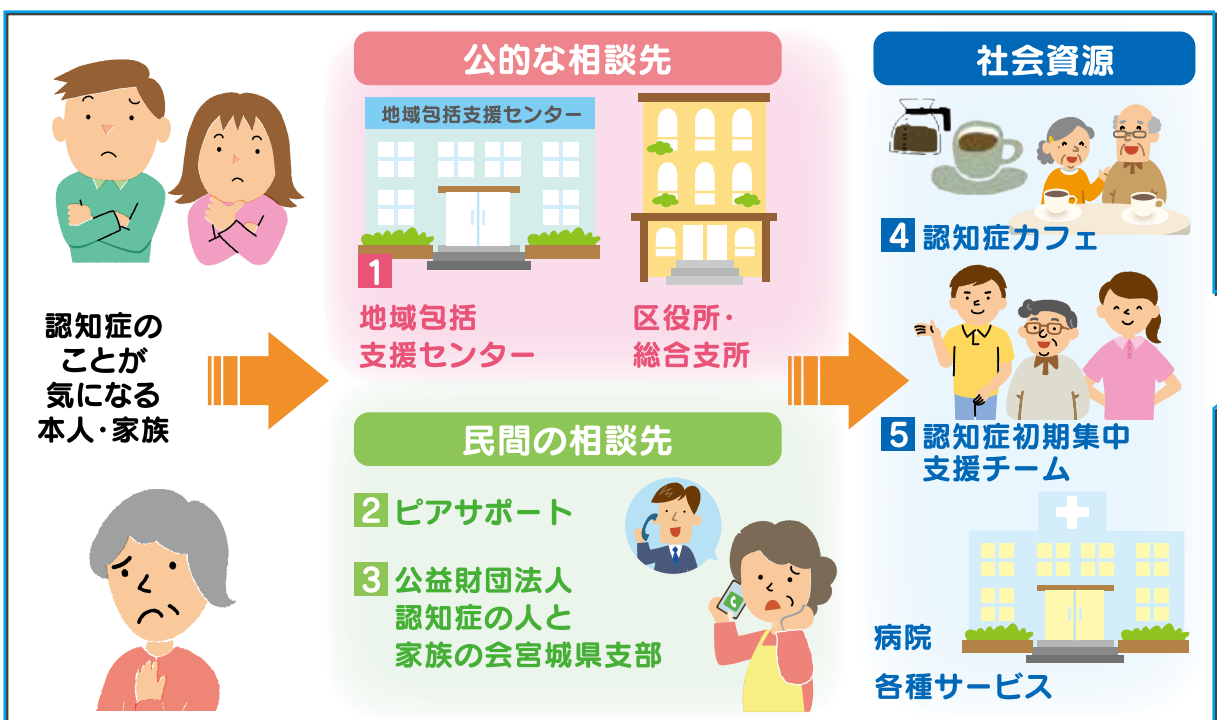 認知症の
ことが
気になる
本人・家族
公的な相談先
地域包括支援センター
1
地域包括
支援センター
区役所・
総合支所
民間の相談先
2 ピアサポート
3 公益財団法人
認知症の人と
家族の会宮城県支部
社会資源
4 認知症カフェ
5 認知症初期集中
支援チーム
病院
各種サービス